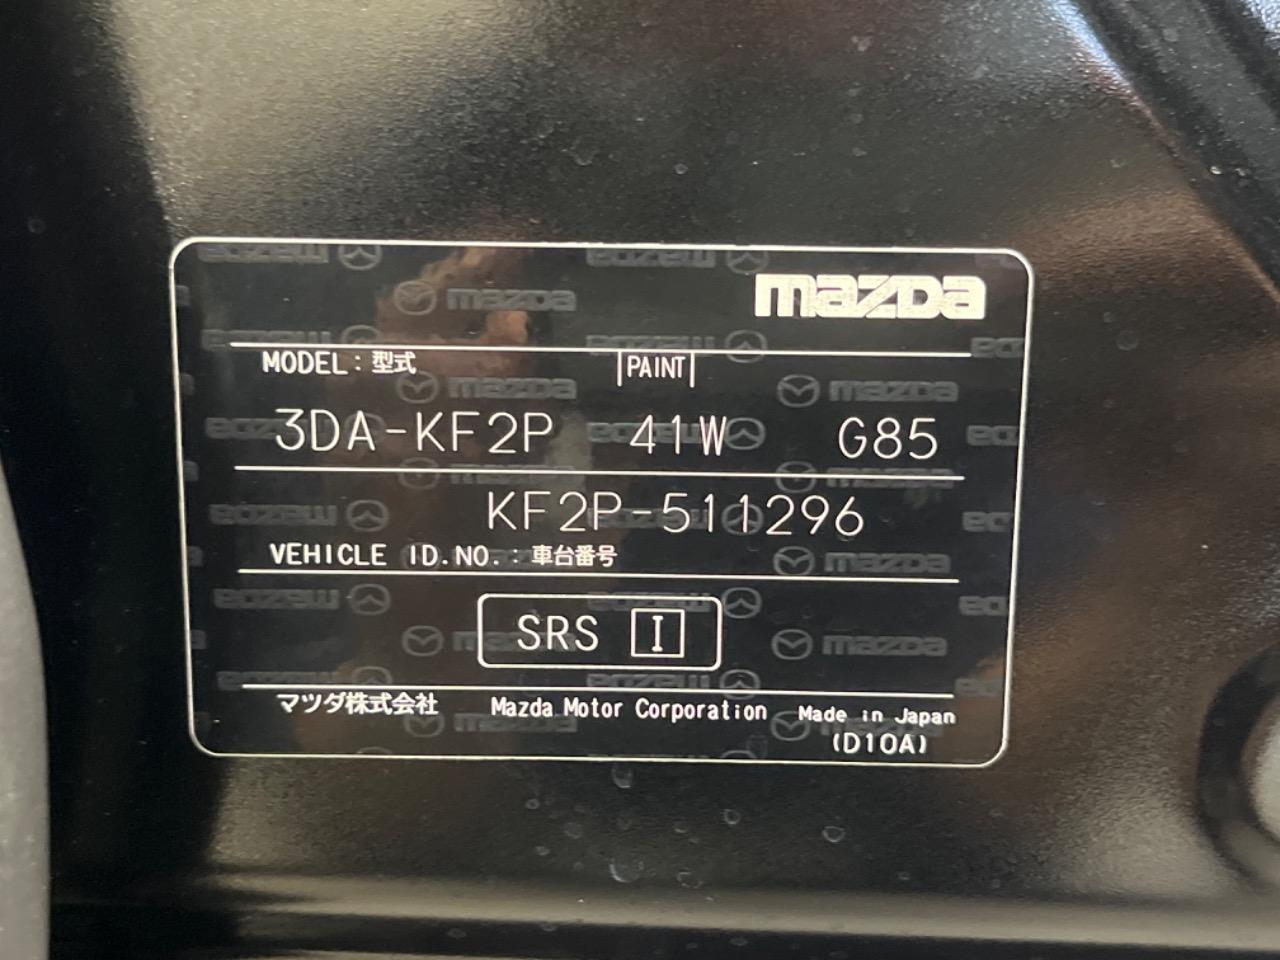 mazda
MODEL：型式 |PAINT|
3DA-KF2P 41W G85
KF2P-511296
VEHICLE ID.NO.：車台番号
SRS I
マツダ株式会社 Mazda Motor Corporation Made in Japan
(D10A)